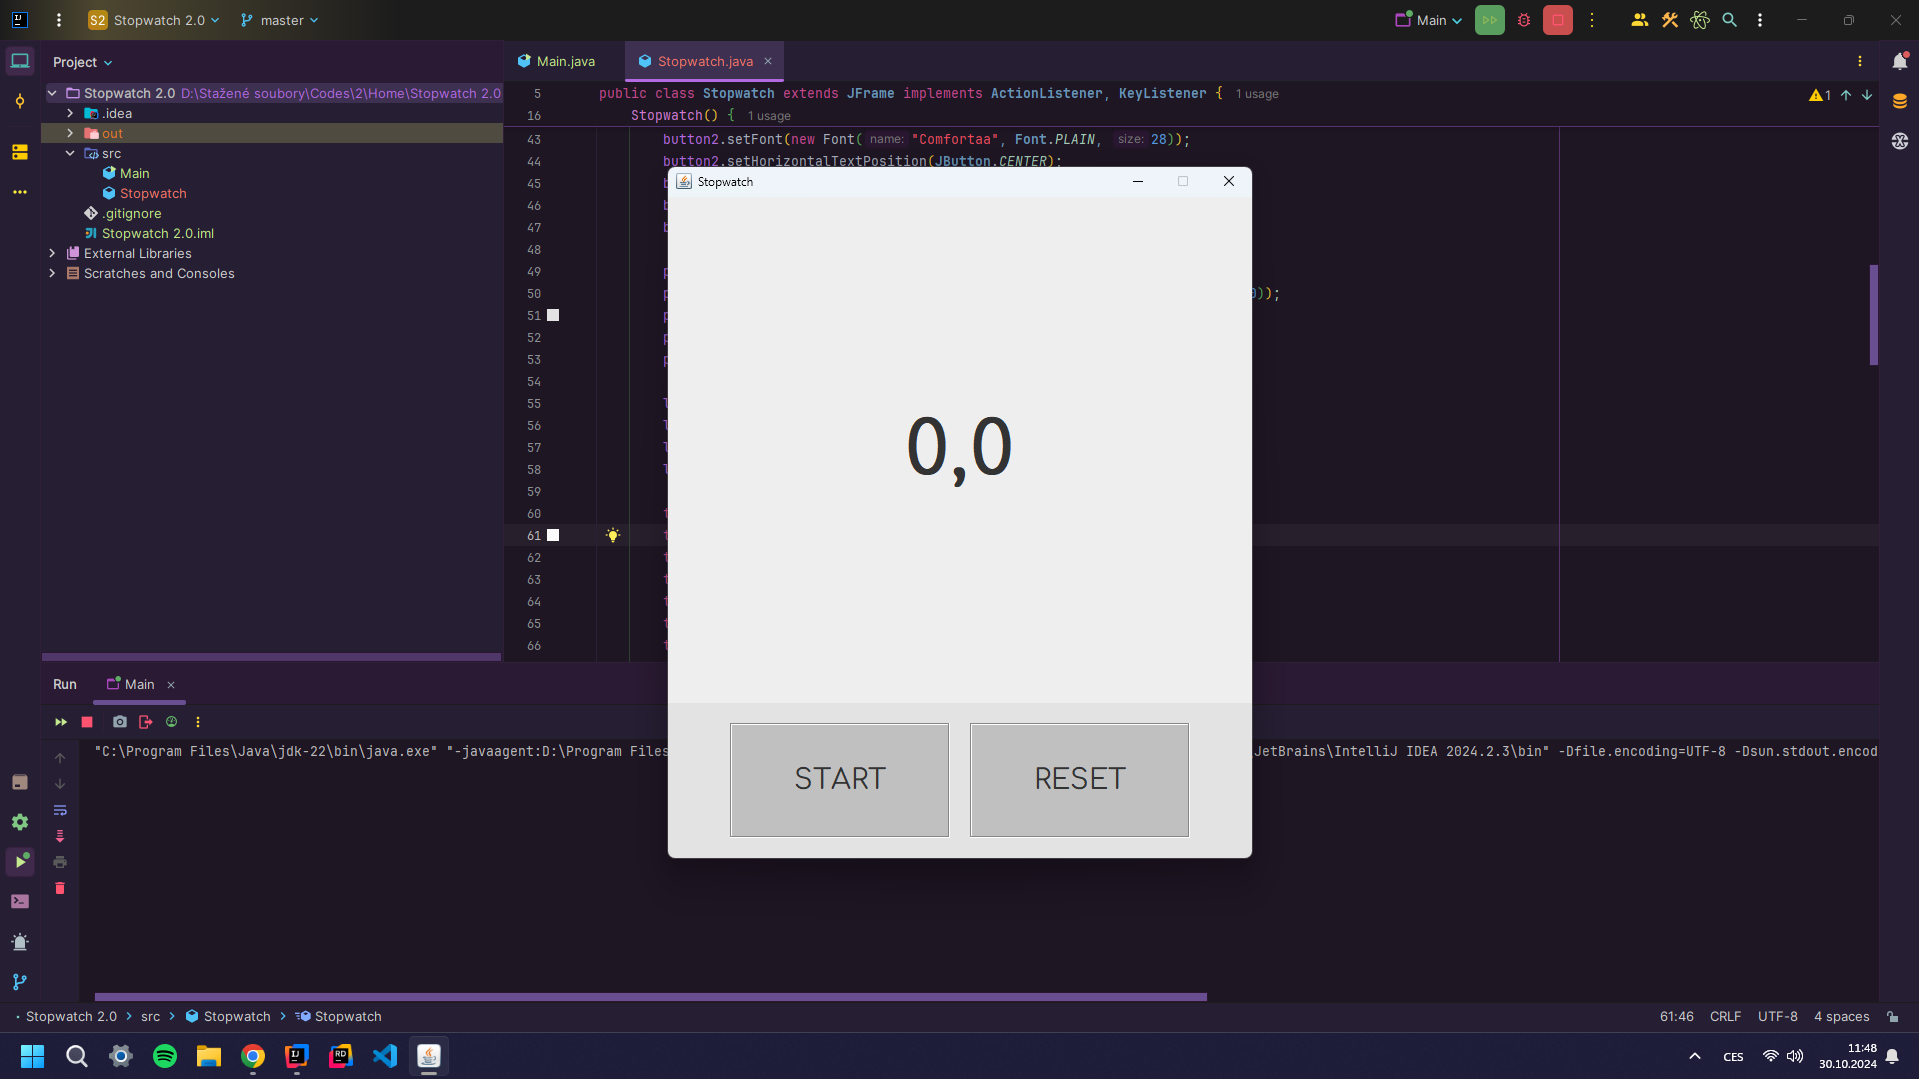 S2 Stopwatch 2.0 master Main
Project Main.java Stopwatch.java
Stopwatch 2.0 D:\Stažené soubory\Codes\2\Home\Stopwatch 2.0
.idea
out
src
Main
Stopwatch
.gitignore
Stopwatch 2.0.iml
External Libraries
Scratches and Consoles
5 public class Stopwatch extends JFrame implements ActionListener, KeyListener { 1 usage
1
16 Stopwatch() { 1 usage
43 button2.setFont(new Font( name: "Comfortaa", Font.PLAIN, size: 28));
44 button2.setHorizontalTextPosition(JButton.CENTER);
45 b
46 b
47 b
48
49 p
50 p 0));
51 p
52 p
53 p
54
55 l
56 l
57 l
58 l
59
60 t
61 t
62 t
63 t
64 t
65 t
66 t
Stopwatch
0,0
START RESET
Run Main
"C:\Program Files\Java\jdk-22\bin\java.exe" "-javaagent:D:\Program Files JetBrains\IntelliJ IDEA 2024.2.3\bin" -Dfile.encoding=UTF-8 -Dsun.stdout.encod
Stopwatch 2.0 src Stopwatch Stopwatch 61:46 CRLF UTF-8 4 spaces
CES 11:48
30.10.2024